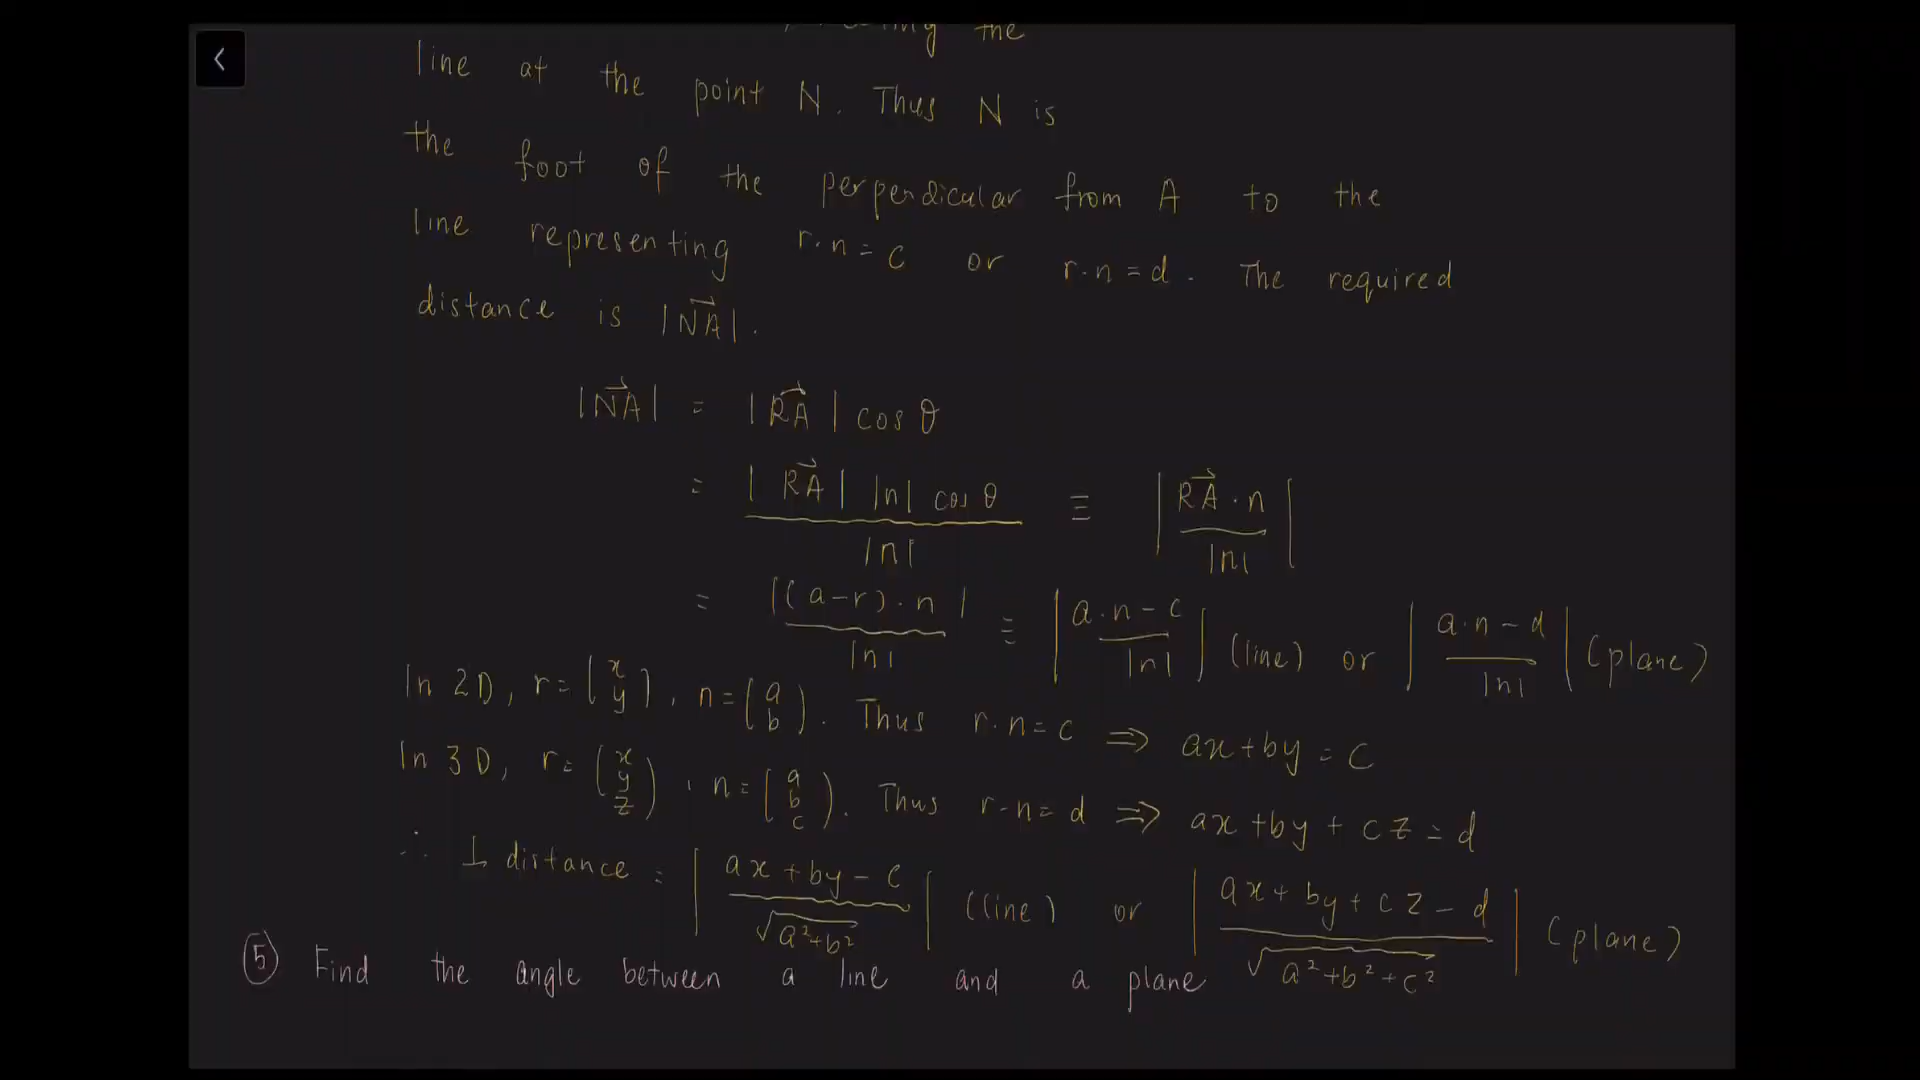 the
line at the point N. Thus N is
the foot of the perpendicular from A to the
line representing r.n = c or r.n = d. The required
distance is |NA⃗|.
|NA⃗| = |RA⃗| cos θ
= |RA⃗| |n| cos θ / |n| ≡ |RA⃗ · n / |n||
= |(a-r).n| / |n| ≡ |a.n - c / |n|| (line) or |a.n - d / |n|| (plane)
In 2D, r = (x y), n = (a b). Thus r.n = c ⇒ ax + by = c
In 3D, r = (x y z), n = (a b c). Thus r.n = d ⇒ ax + by + cz = d
∴ ⊥ distance = |ax + by - c / √(a²+b²)| (line) or |ax + by + cz - d / √(a²+b²+c²)| (plane)
⑤ Find the angle between a line and a plane